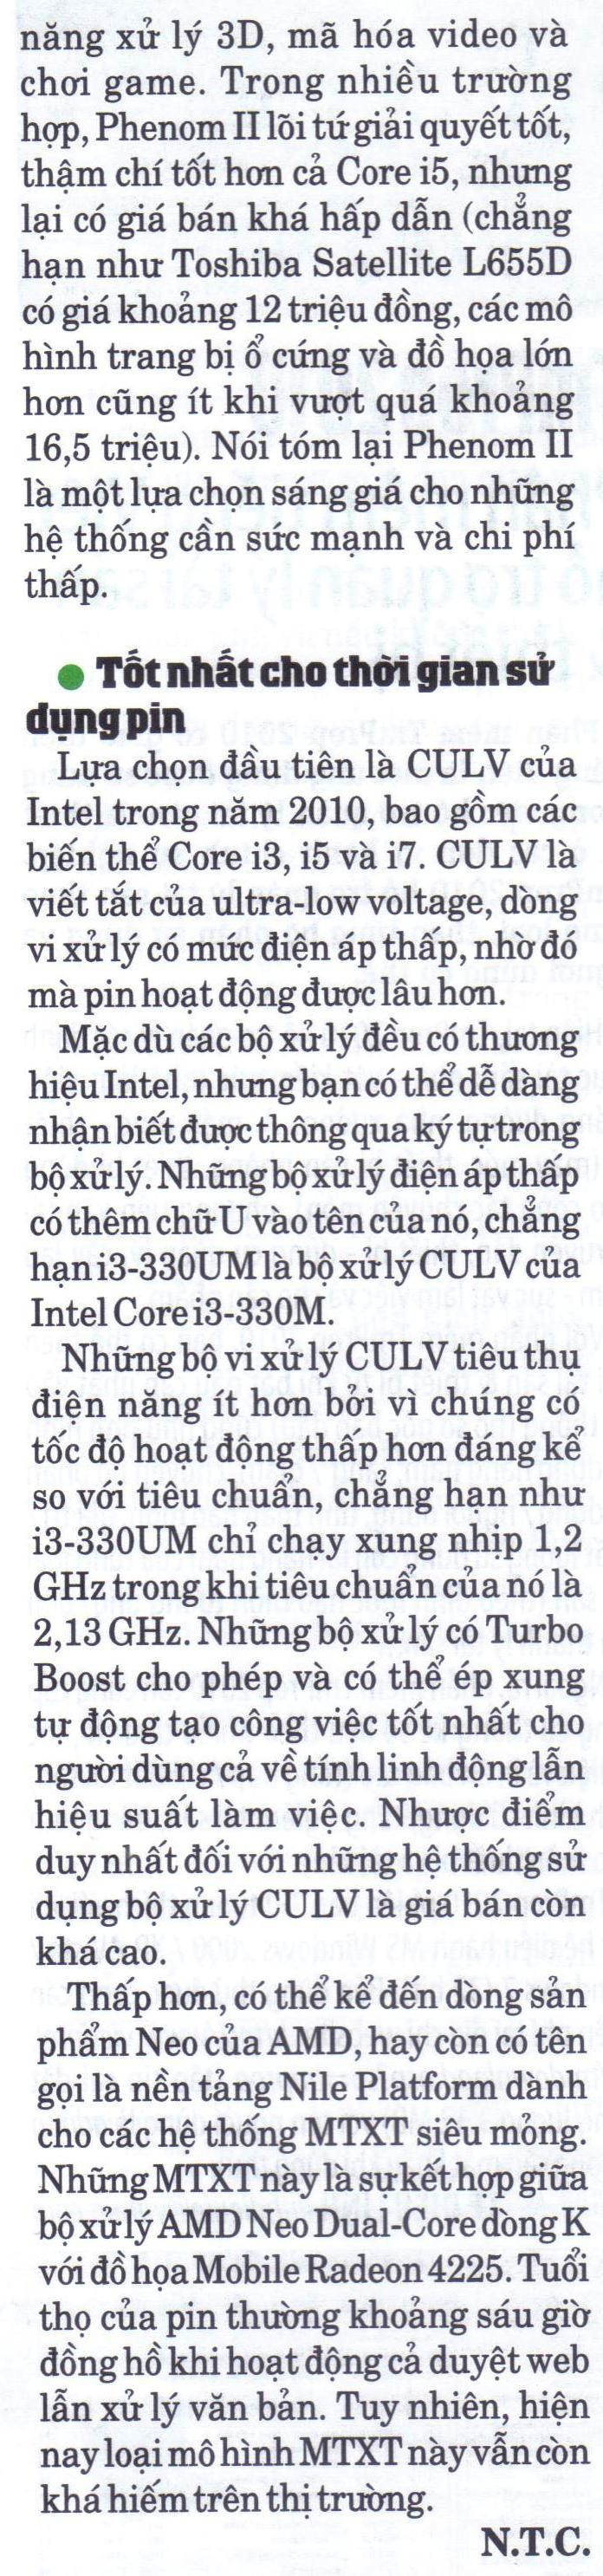 năng xử lý 3D, mã hóa video và
chơi game. Trong nhiều trường
hợp, Phenom II lõi tứ giải quyết tốt,
thậm chí tốt hơn cả Core i5, nhưng
lại có giá bán khá hấp dẫn (chẳng
hạn như Toshiba Satellite L655D
có giá khoảng 12 triệu đồng, các mô
hình trang bị ổ cứng và đồ họa lớn
hơn cũng ít khi vượt quá khoảng
16,5 triệu). Nói tóm lại Phenom II
là một lựa chọn sáng giá cho những
hệ thống cần sức mạnh và chi phí
thấp.
● Tốt nhất cho thời gian sử
dụng pin
Lựa chọn đầu tiên là CULV của
Intel trong năm 2010, bao gồm các
biến thể Core i3, i5 và i7. CULV là
viết tắt của ultra-low voltage, dòng
vi xử lý có mức điện áp thấp, nhờ đó
mà pin hoạt động được lâu hơn.
Mặc dù các bộ xử lý đều có thương
hiệu Intel, nhưng bạn có thể dễ dàng
nhận biết được thông qua ký tự trong
bộ xử lý. Những bộ xử lý điện áp thấp
có thêm chữ U vào tên của nó, chẳng
hạn i3-330UM là bộ xử lý CULV của
Intel Core i3-330M.
Những bộ vi xử lý CULV tiêu thụ
điện năng ít hơn bởi vì chúng có
tốc độ hoạt động thấp hơn đáng kể
so với tiêu chuẩn, chẳng hạn như
i3-330UM chỉ chạy xung nhịp 1,2
GHz trong khi tiêu chuẩn của nó là
2,13 GHz. Những bộ xử lý có Turbo
Boost cho phép và có thể ép xung
tự động tạo công việc tốt nhất cho
người dùng cả về tính linh động lẫn
hiệu suất làm việc. Nhược điểm
duy nhất đối với những hệ thống sử
dụng bộ xử lý CULV là giá bán còn
khá cao.
Thấp hơn, có thể kể đến dòng sản
phẩm Neo của AMD, hay còn có tên
gọi là nền tảng Nile Platform dành
cho các hệ thống MTXT siêu mỏng.
Những MTXT này là sự kết hợp giữa
bộ xử lý AMD Neo Dual-Core dòng K
với đồ họa Mobile Radeon 4225. Tuổi
thọ của pin thường khoảng sáu giờ
đồng hồ khi hoạt động cả duyệt web
lẫn xử lý văn bản. Tuy nhiên, hiện
nay loại mô hình MTXT này vẫn còn
khá hiếm trên thị trường.
N.T.C.